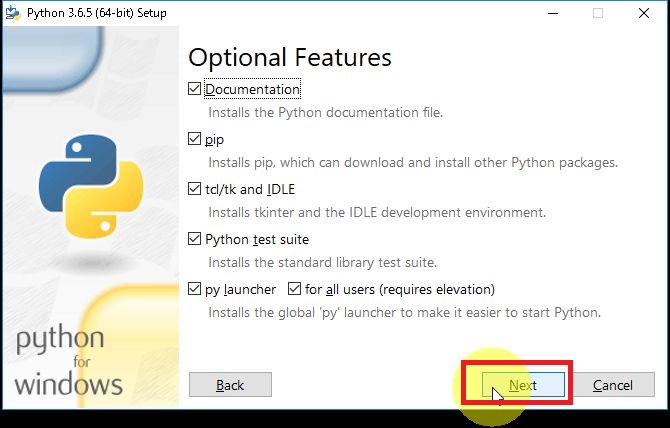 Python 3.6.5 (64-bit) Setup
Optional Features
Documentation
Installs the Python documentation file.
pip
Installs pip, which can download and install other Python packages.
tcl/tk and IDLE
Installs tkinter and the IDLE development environment.
Python test suite
Installs the standard library test suite.
py launcher for all users (requires elevation)
Installs the global 'py' launcher to make it easier to start Python.
python
for
windows
Back Next Cancel